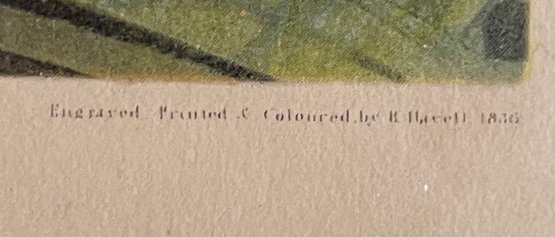 Engraved, Printed & Coloured, by R. Havell 1836